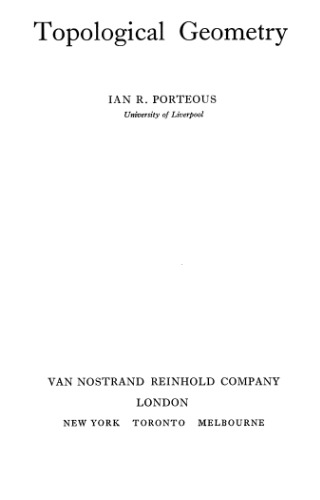 Topological Geometry
IAN R. PORTEOUS
University of Liverpool
VAN NOSTRAND REINHOLD COMPANY
LONDON
NEW YORK TORONTO MELBOURNE